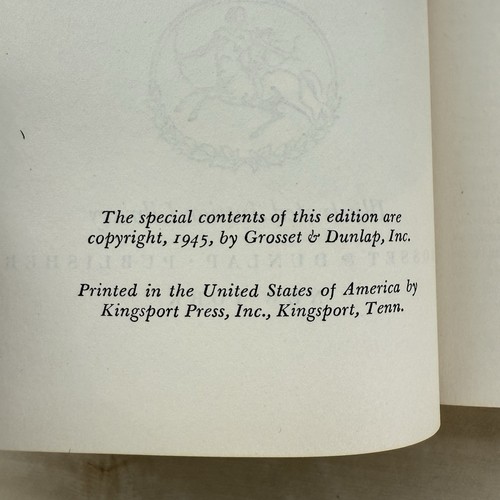 The special contents of this edition are
copyright, 1945, by Grosset & Dunlap, Inc.
Printed in the United States of America by
Kingsport Press, Inc., Kingsport, Tenn.